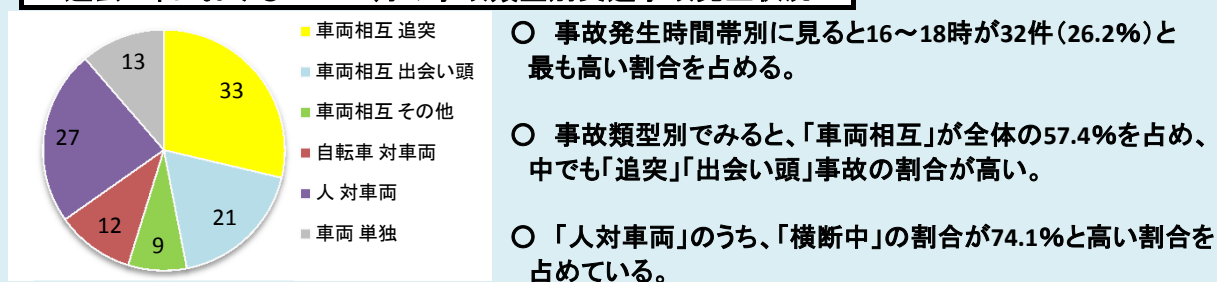 車両相互 追突
車両相互 出会い頭
車両相互 その他
自転車 対車両
人 対車両
車両 単独
33
21
9
12
27
13
○ 事故発生時間帯別に見ると16～18時が32件（26.2%）と
最も高い割合を占める。
○ 事故類型別でみると、「車両相互」が全体の57.4%を占め、
中でも「追突」「出会い頭」事故の割合が高い。
○ 「人対車両」のうち、「横断中」の割合が74.1%と高い割合を
占めている。